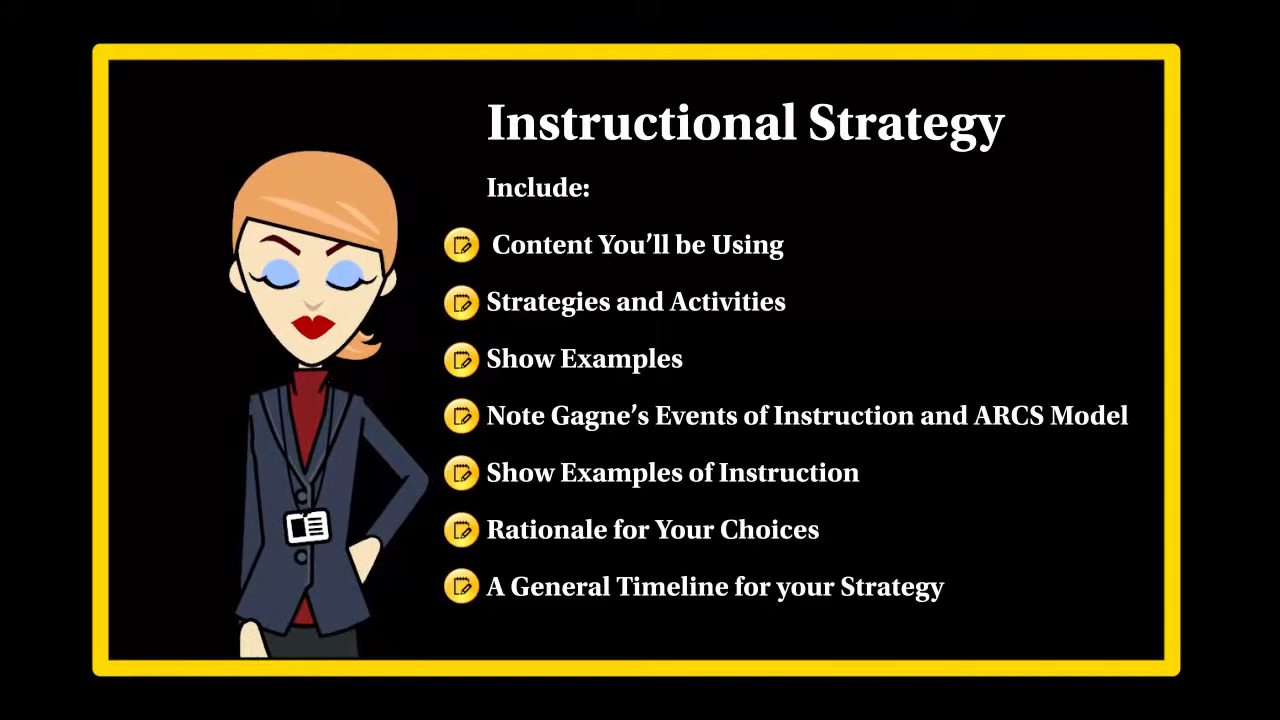 Instructional Strategy
Include:
Content You’ll be Using
Strategies and Activities
Show Examples
Note Gagne’s Events of Instruction and ARCS Model
Show Examples of Instruction
Rationale for Your Choices
A General Timeline for your Strategy